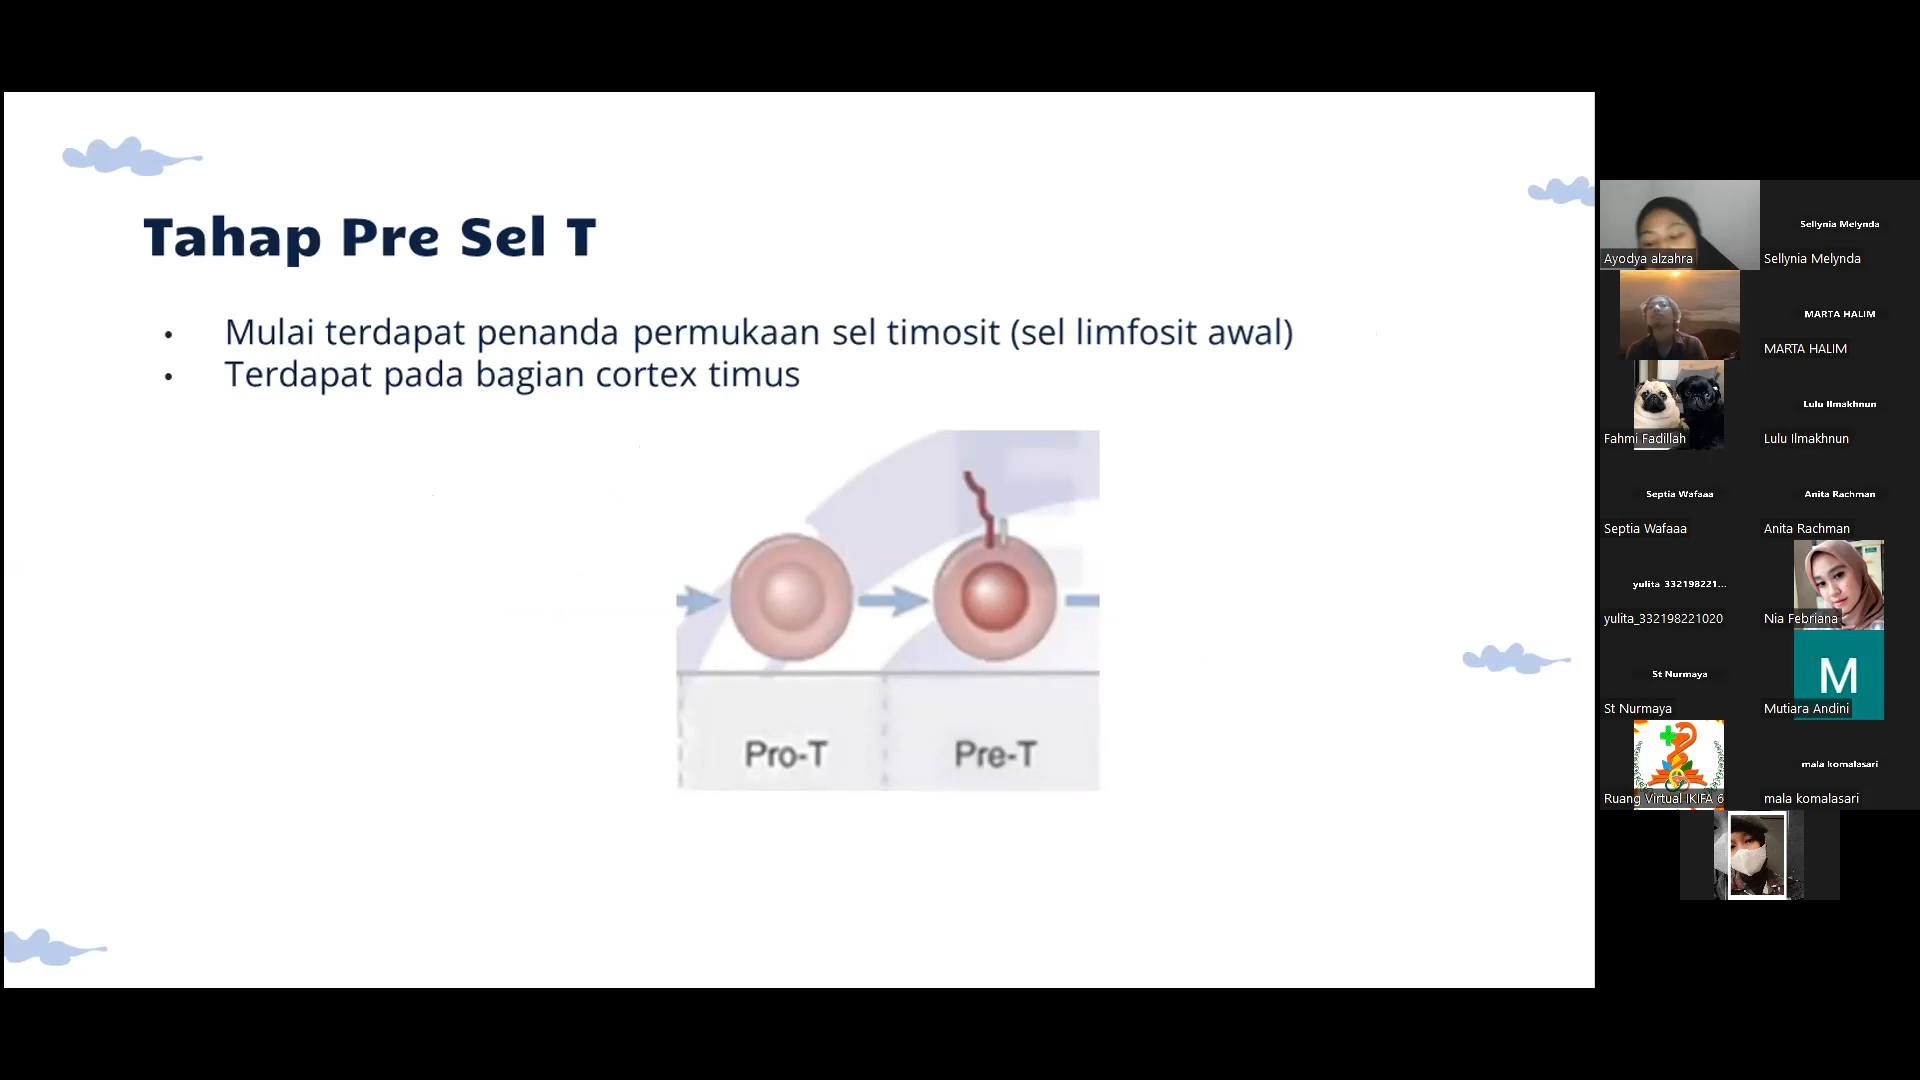 Tahap Pre Sel T
• Mulai terdapat penanda permukaan sel timosit (sel limfosit awal)
• Terdapat pada bagian cortex timus
Pro-T
Pre-T
Ayodya alzahra
Sellynia Melynda
Sellynia Melynda
MARTA HALIM
MARTA HALIM
Fahmi Fadillah
Lulu Ilmakhnun
Lulu Ilmakhnun
Septia Wafaaa
Septia Wafaaa
Anita Rachman
Anita Rachman
yulita_332198221...
yulita_332198221020
Nia Febriana
St Nurmaya
St Nurmaya
M
Mutiara Andini
Ruang Virtual IKIFA 6
mala komalasari
mala komalasari